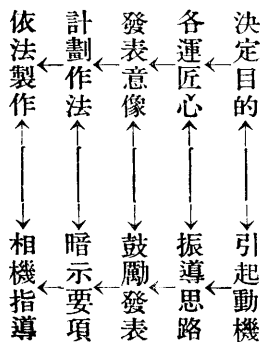 決定目的
各運匠心
發表意像
計劃作法
依法製作
引起動機
振導思路
鼓勵發表
暗示要項
相機指導